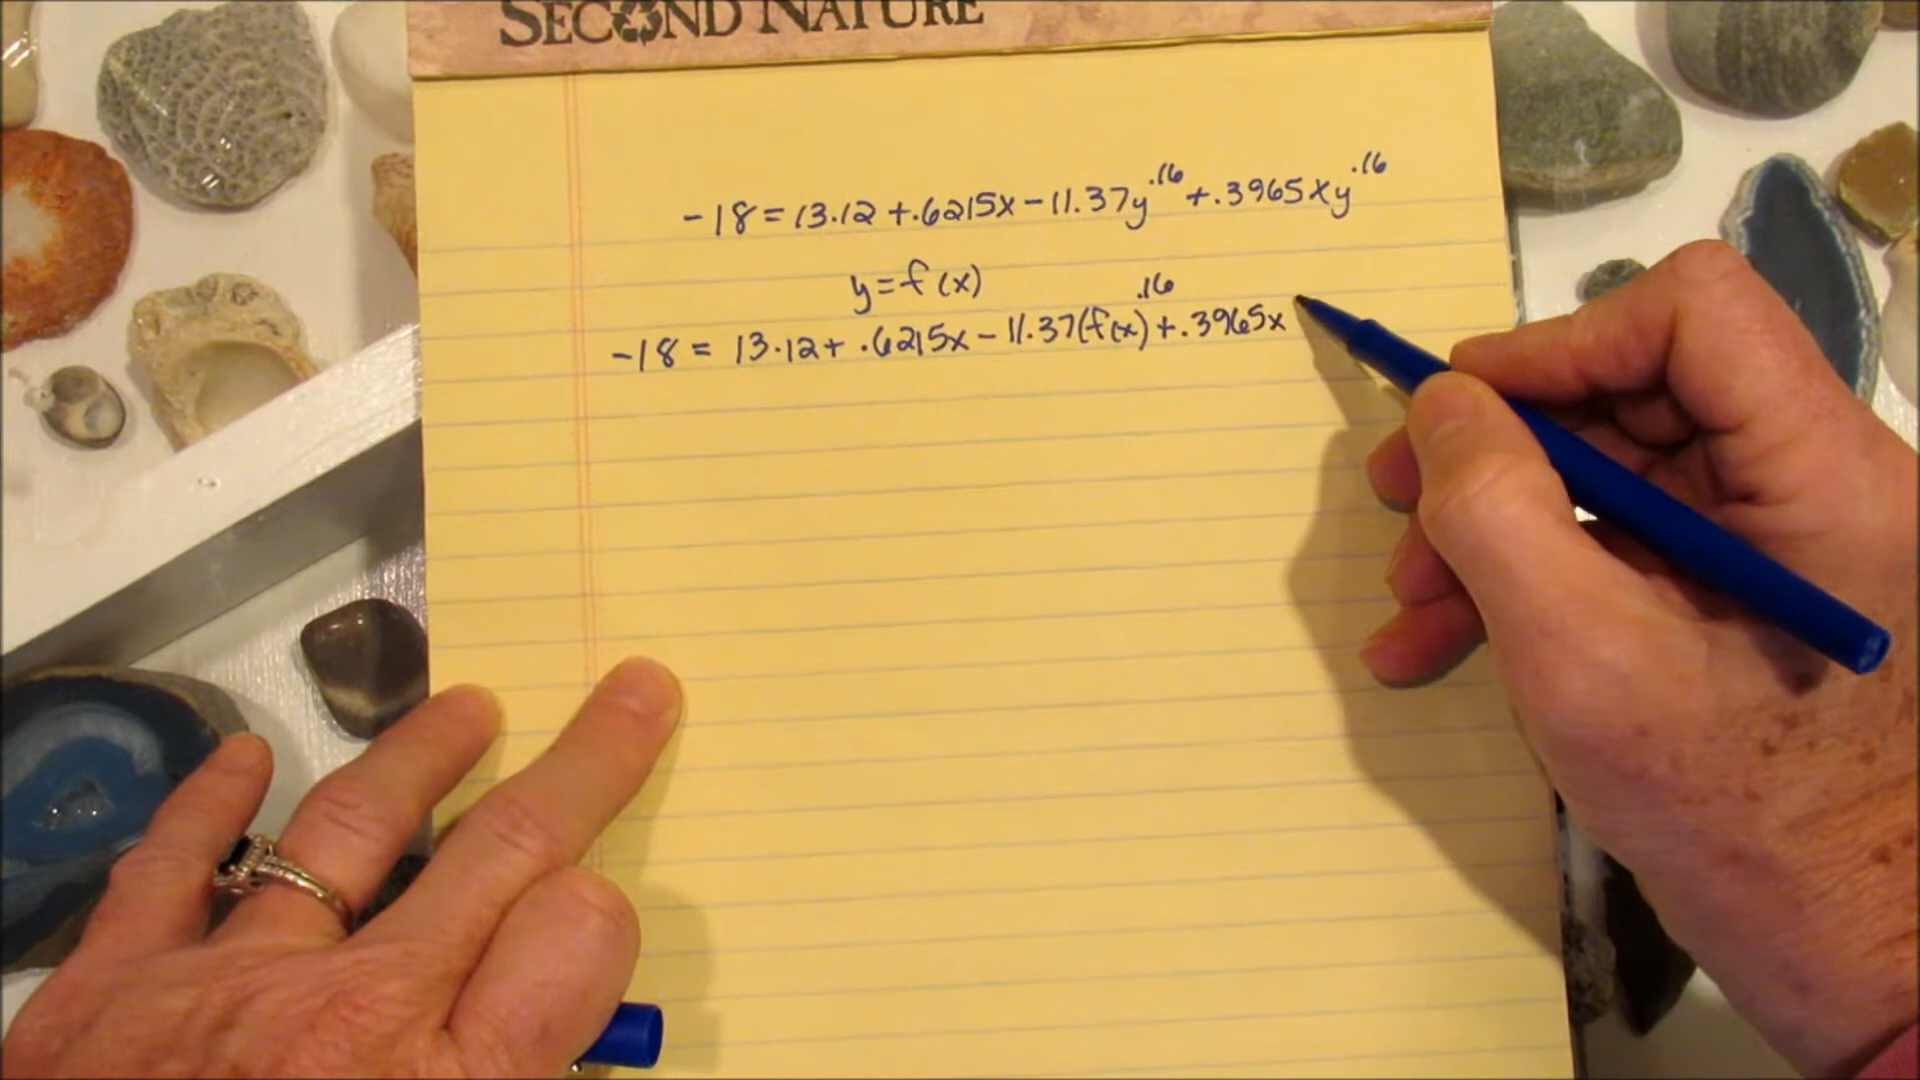 SECOND NATURE
-18 = 13.12 + .6215x - 11.37y^.16 + .3965xy^.16
y = f(x)
-18 = 13.12 + .6215x - 11.37(f(x)^.16 + .3965x